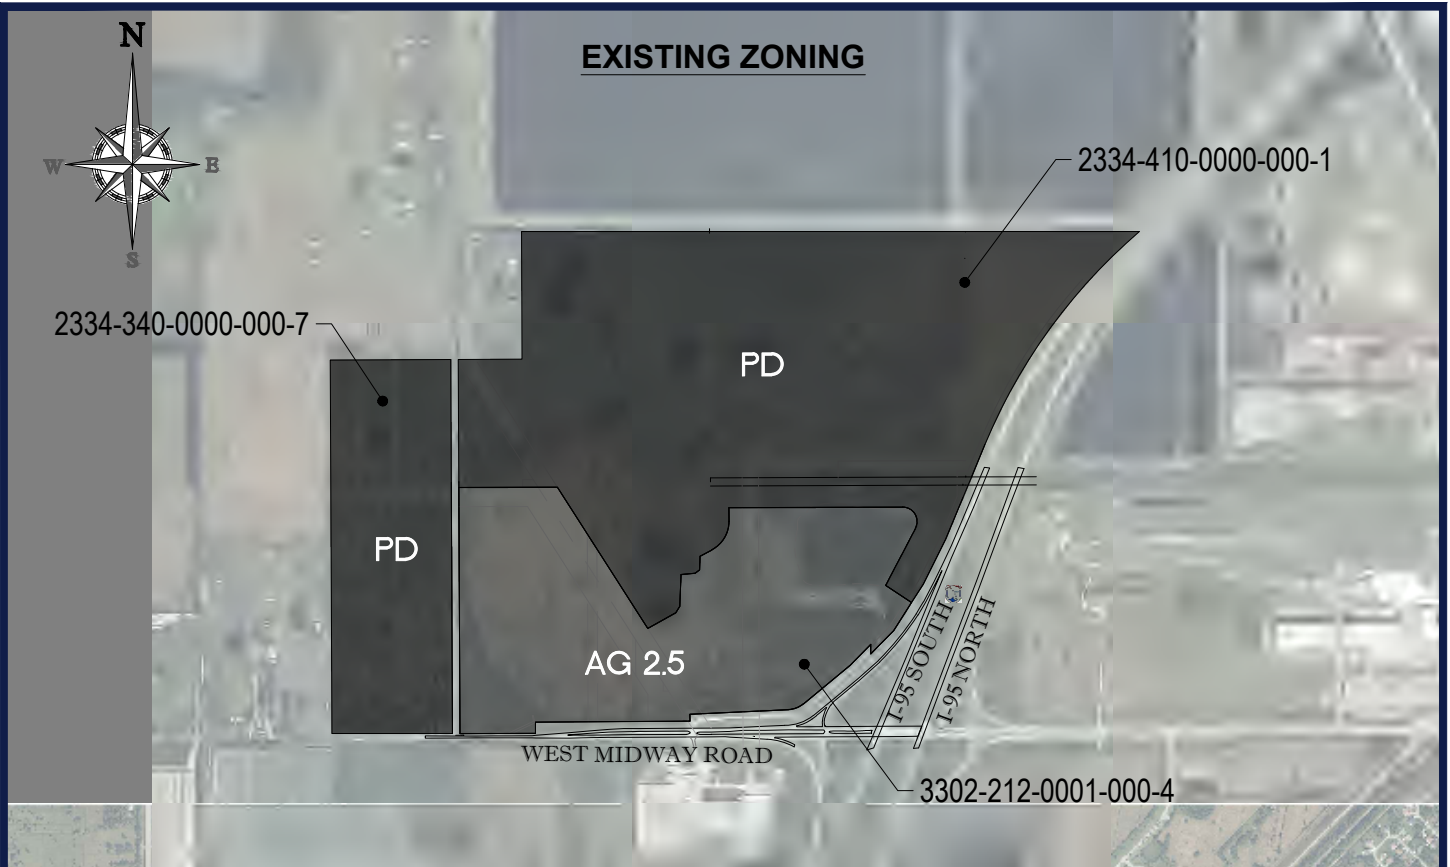 N
EXISTING ZONING
W
E
S
2334-410-0000-000-1
2334-340-0000-000-7
PD
PD
AG 2.5
I-95 SOUTH
I-95 NORTH
WEST MIDWAY ROAD
3302-212-0001-000-4